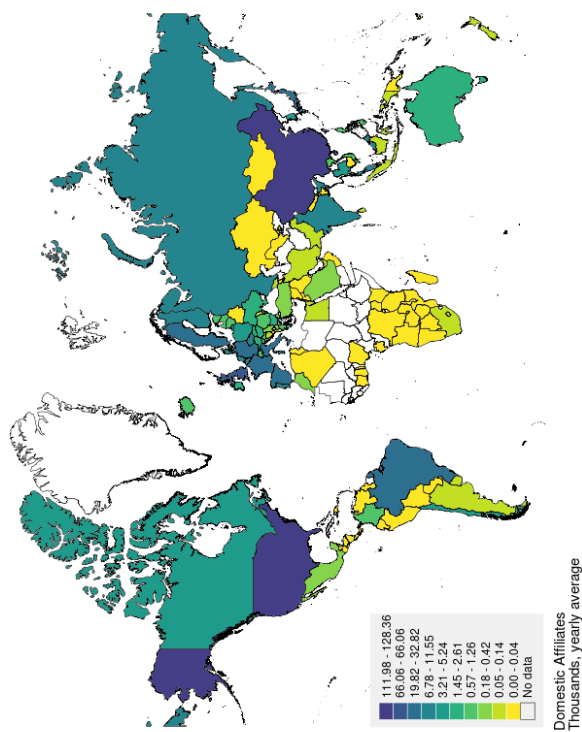 111.98 - 128.36
66.06 - 66.06
19.82 - 32.82
6.78 - 11.55
3.21 - 5.24
1.45 - 2.61
0.57 - 1.26
0.18 - 0.42
0.05 - 0.14
0.00 - 0.04
No data
Domestic Affiliates
Thousands, yearly average